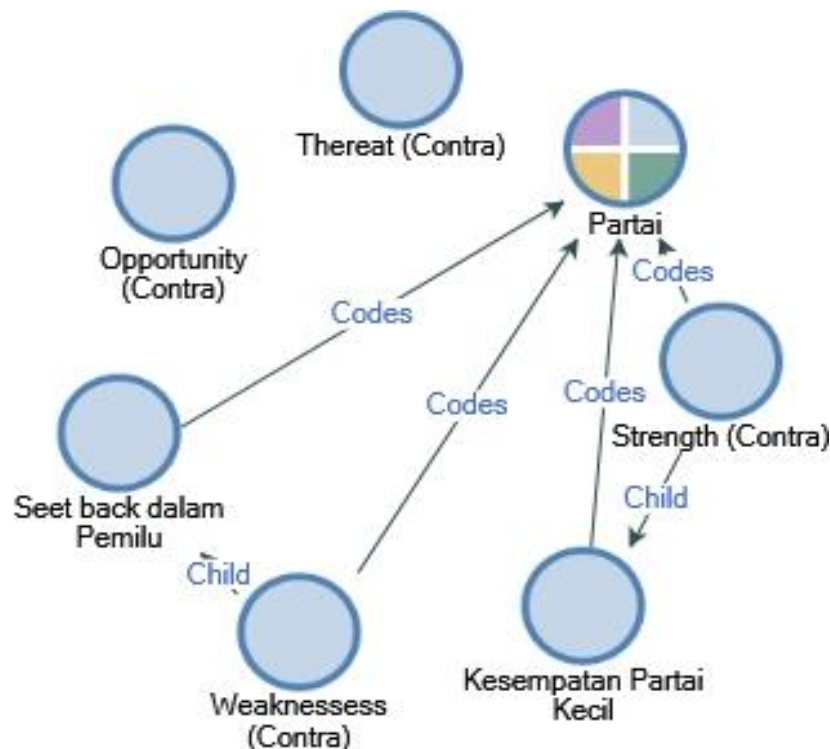 Thereat (Contra)
Partai
Opportunity
(Contra)
Codes
Codes
Codes
Codes
Strength (Contra)
Seet back dalam
Pemilu
Child
Child
Weaknessess
(Contra)
Kesempatan Partai
Kecil